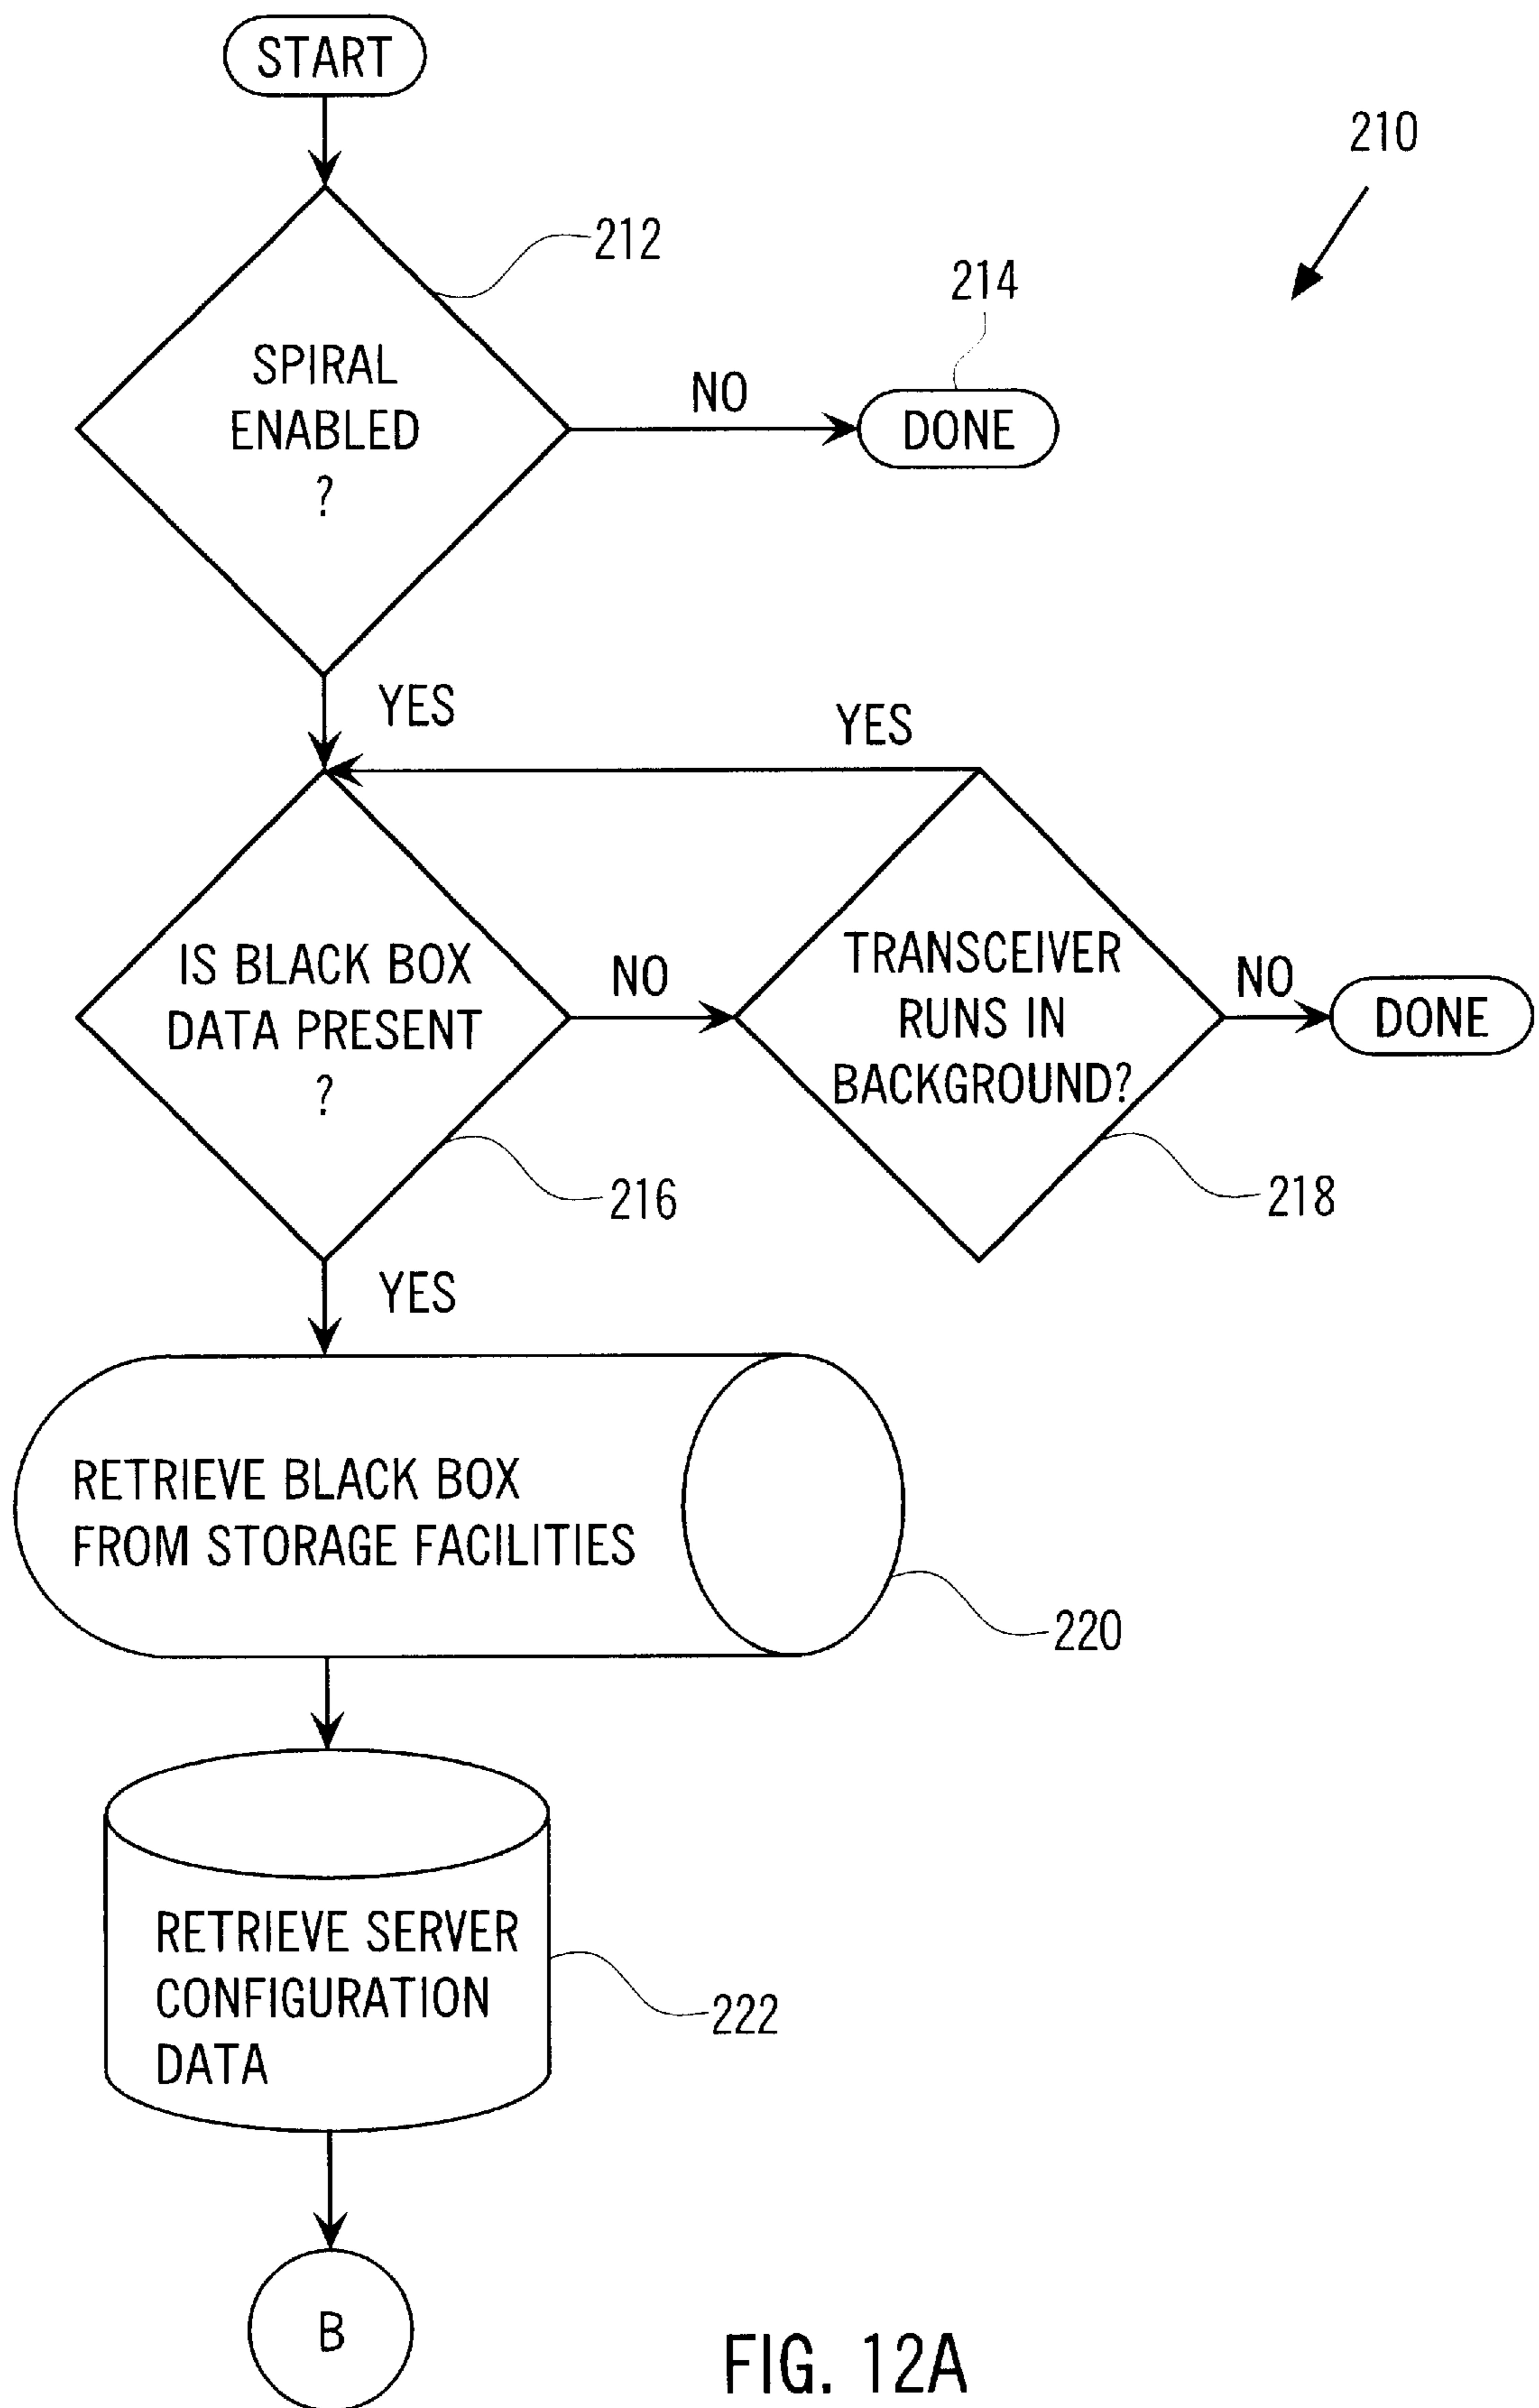 START
210
212
214
SPIRAL
ENABLED
?
NO
DONE
YES
YES
IS BLACK BOX
DATA PRESENT
?
NO
TRANSCEIVER
RUNS IN
BACKGROUND?
NO
DONE
216
218
YES
RETRIEVE BLACK BOX
FROM STORAGE FACILITIES
220
RETRIEVE SERVER
CONFIGURATION
DATA
222
B
FIG. 12A